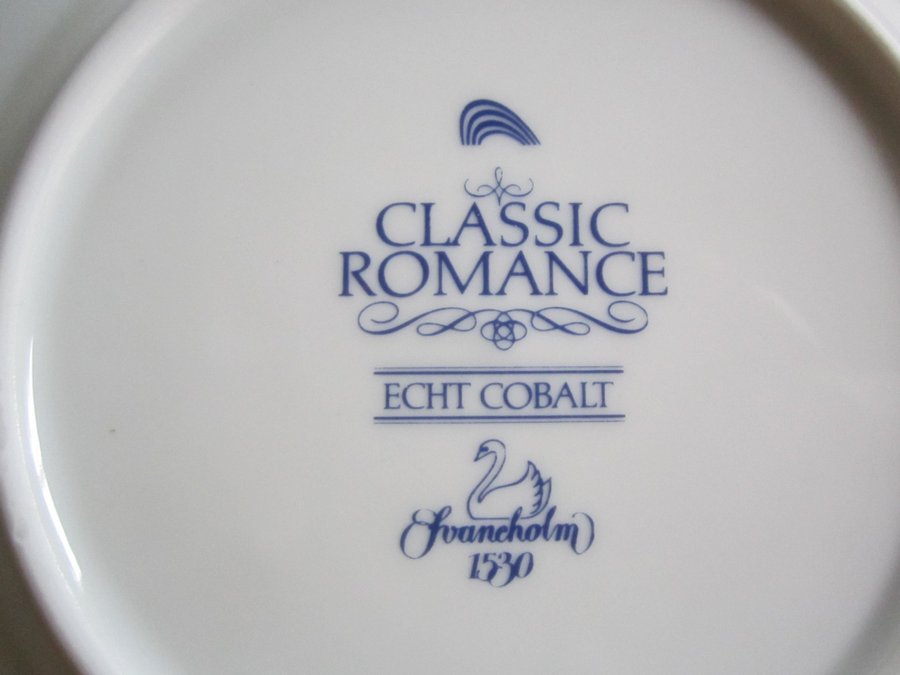 CLASSIC
ROMANCE
ECHT COBALT
Svaneholm
1530